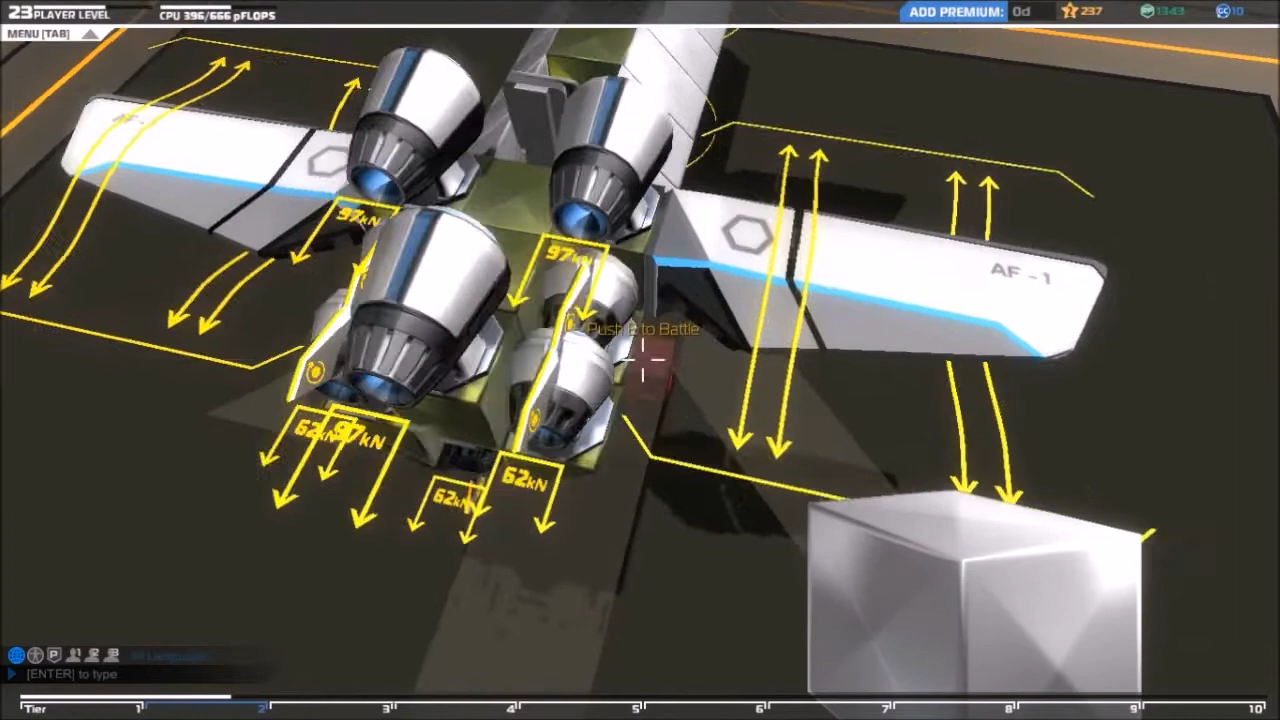 23 PLAYER LEVEL
CPU 396/666 pFLOPS
ADD PREMIUM: 0d
237
1343
GC 10
MENU [TAB]
AF-1
97kN
97kN
Push P to Battle
62kN
97kN
62kN
62kN
P
[ENTER] to type
Tier 1 2 3 4 5 6 7 8 9 10